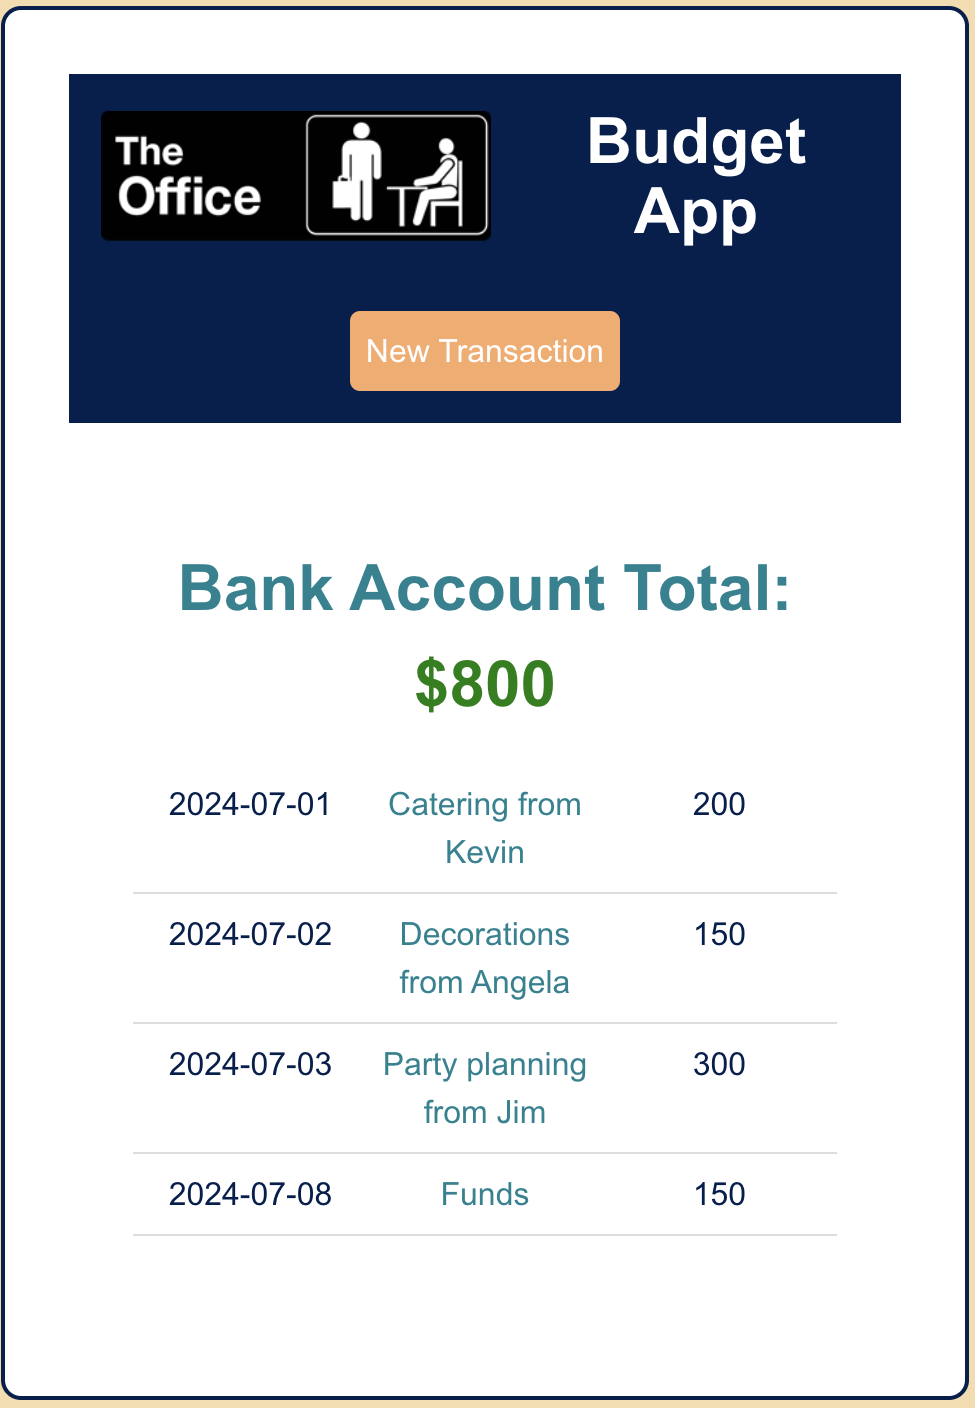 The
Office
Budget
App
New Transaction
Bank Account Total:
$800
2024-07-01 Catering from 200
Kevin
2024-07-02 Decorations 150
from Angela
2024-07-03 Party planning 300
from Jim
2024-07-08 Funds 150